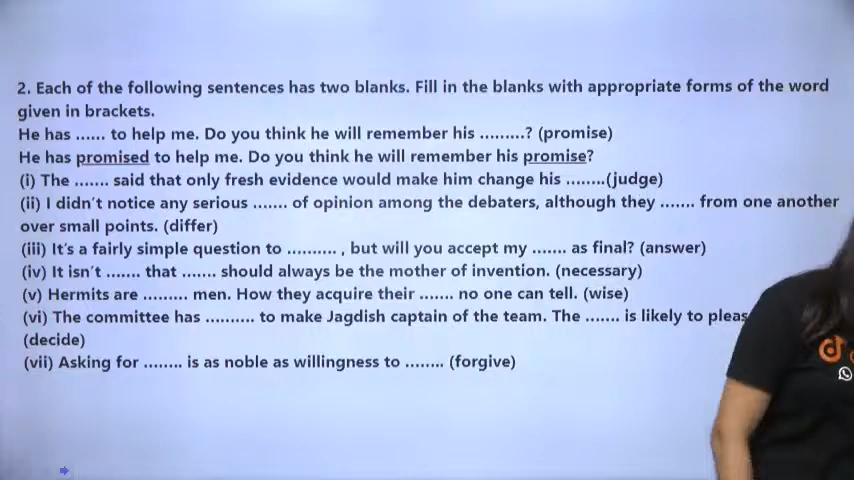 2. Each of the following sentences has two blanks. Fill in the blanks with appropriate forms of the word
given in brackets.
He has ...... to help me. Do you think he will remember his .........? (promise)
He has promised to help me. Do you think he will remember his promise?
(i) The ....... said that only fresh evidence would make him change his ........(judge)
(ii) I didn't notice any serious ....... of opinion among the debaters, although they ....... from one another
over small points. (differ)
(iii) It's a fairly simple question to .......... , but will you accept my ....... as final? (answer)
(iv) It isn't ....... that ....... should always be the mother of invention. (necessary)
(v) Hermits are ......... men. How they acquire their ....... no one can tell. (wise)
(vi) The committee has .......... to make Jagdish captain of the team. The ....... is likely to pleas
(decide)
(vii) Asking for ........ is as noble as willingness to ........ (forgive)